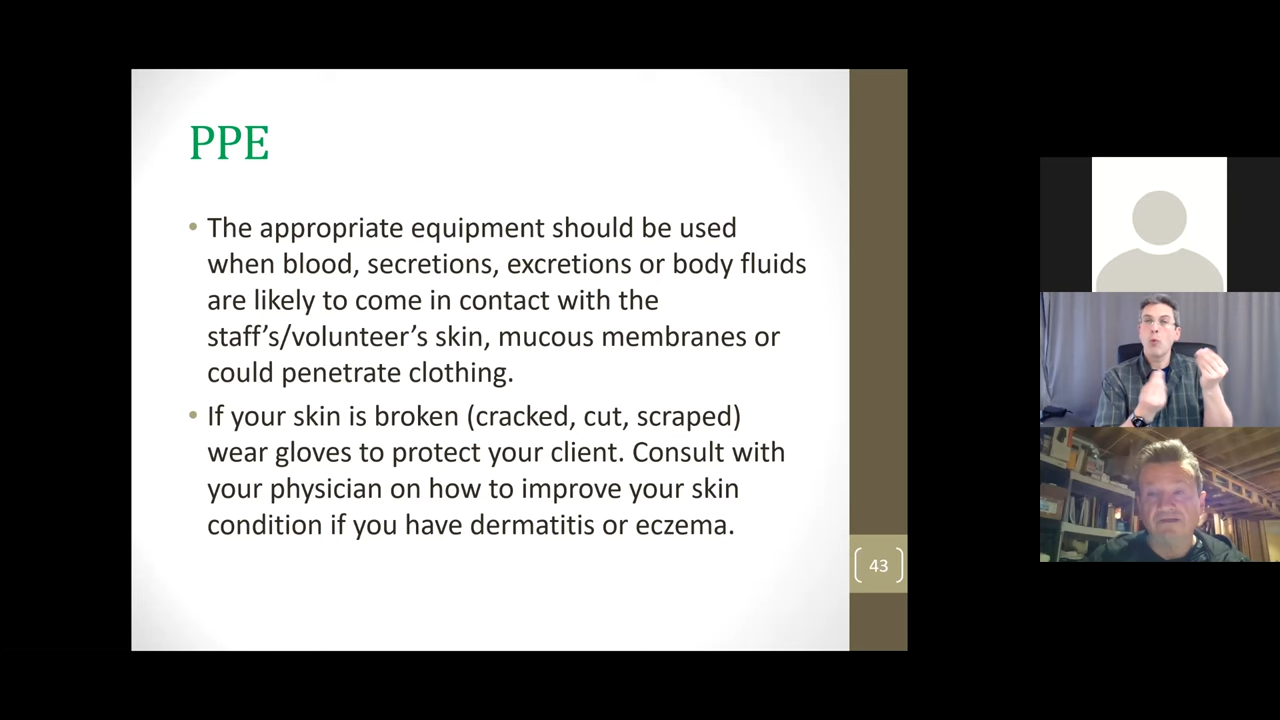 PPE
• The appropriate equipment should be used
when blood, secretions, excretions or body fluids
are likely to come in contact with the
staff’s/volunteer’s skin, mucous membranes or
could penetrate clothing.
• If your skin is broken (cracked, cut, scraped)
wear gloves to protect your client. Consult with
your physician on how to improve your skin
condition if you have dermatitis or eczema.
43